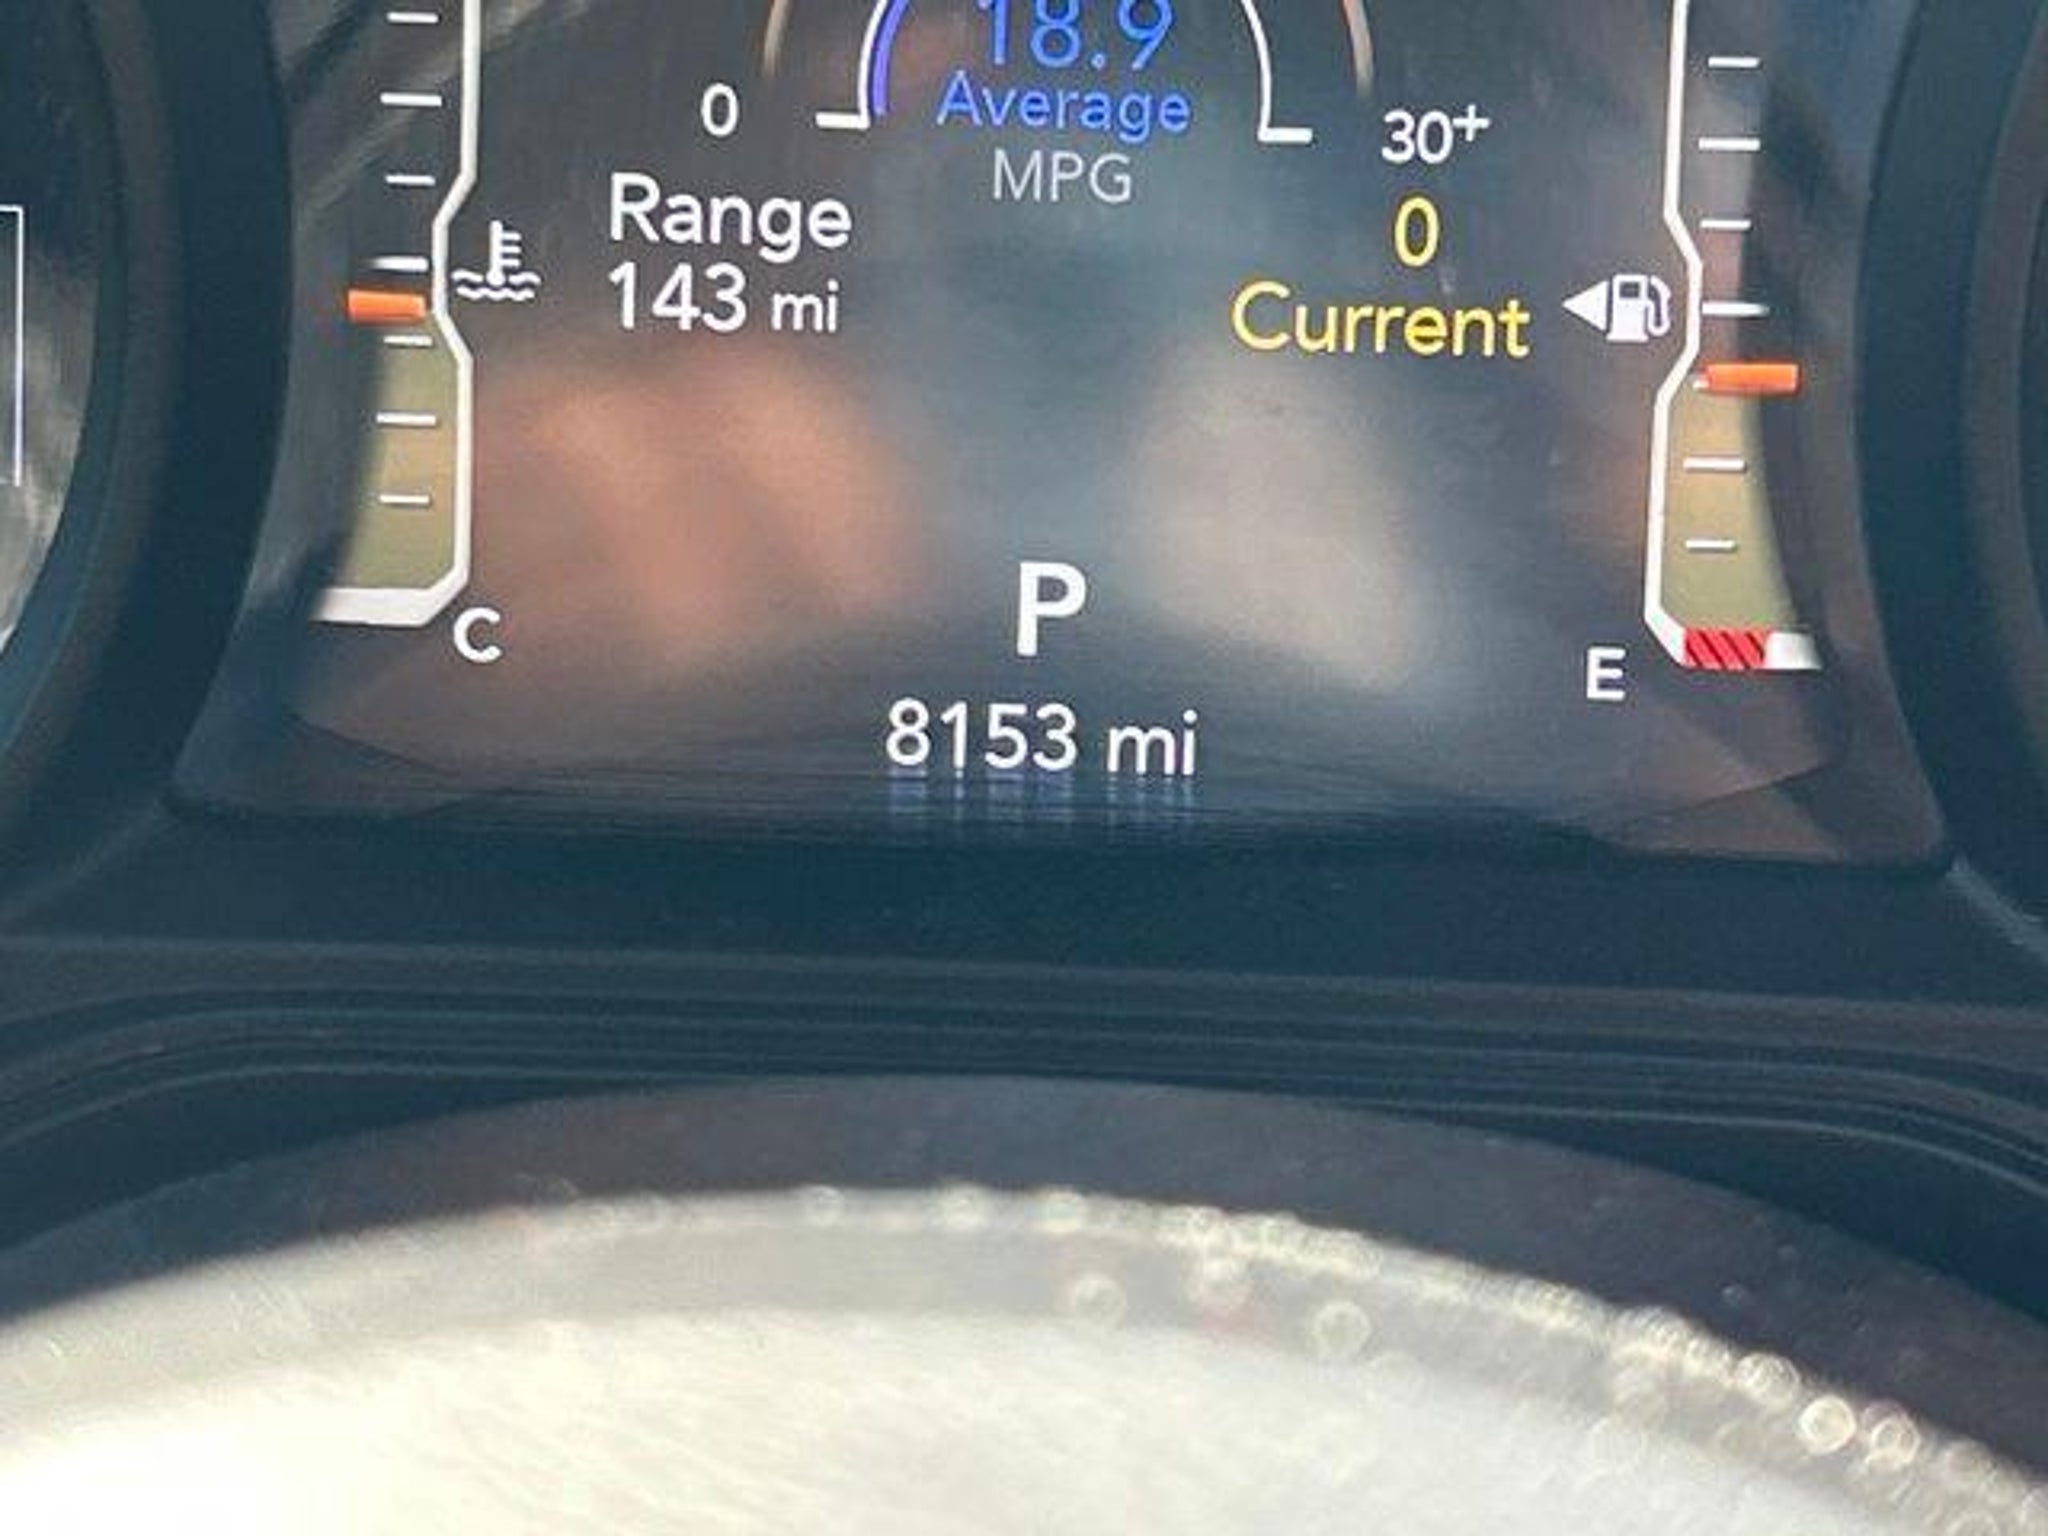 18.9
Average
MPG
0
30+
Range
143 mi
0
Current
C
P
E
8153 mi